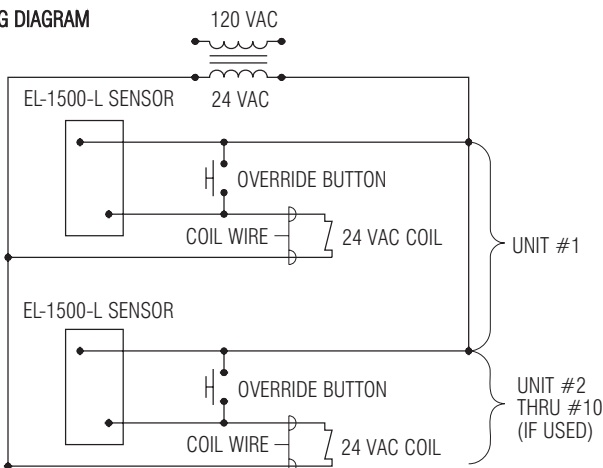 G DIAGRAM
120 VAC
24 VAC
EL-1500-L SENSOR
OVERRIDE BUTTON
COIL WIRE
24 VAC COIL
UNIT #1
EL-1500-L SENSOR
OVERRIDE BUTTON
COIL WIRE
24 VAC COIL
UNIT #2
THRU #10
(IF USED)